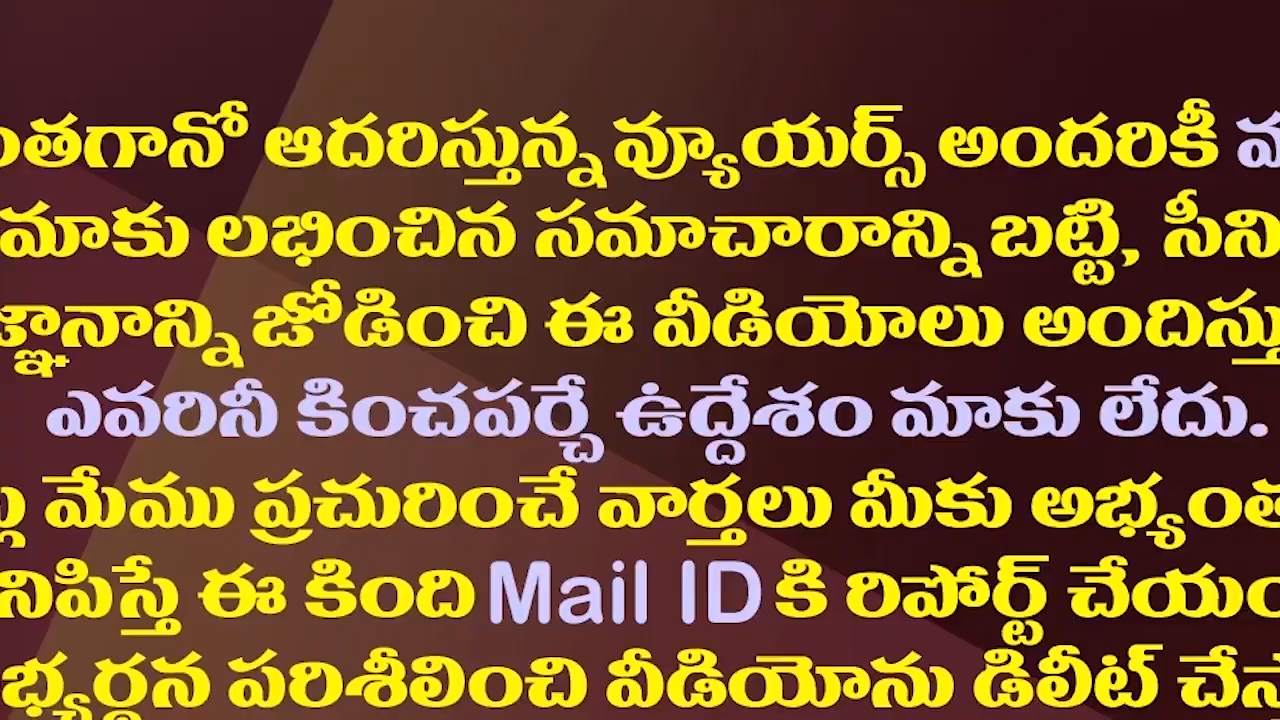 ఆదరిస్తున్న వ్యూయర్స్ అందరికీ
మాకు లభించిన సమాచారాన్ని బట్టి,
జోడించి ఈ వీడియోలు
ఎవరినీ కించపర్చే ఉద్దేశం మాకు లేదు.
మేము ప్రచురించే వార్తలు మీకు
ఈ కింది Mail ID కి రిపోర్ట్
పరిశీలించి వీడియోను డిలీట్